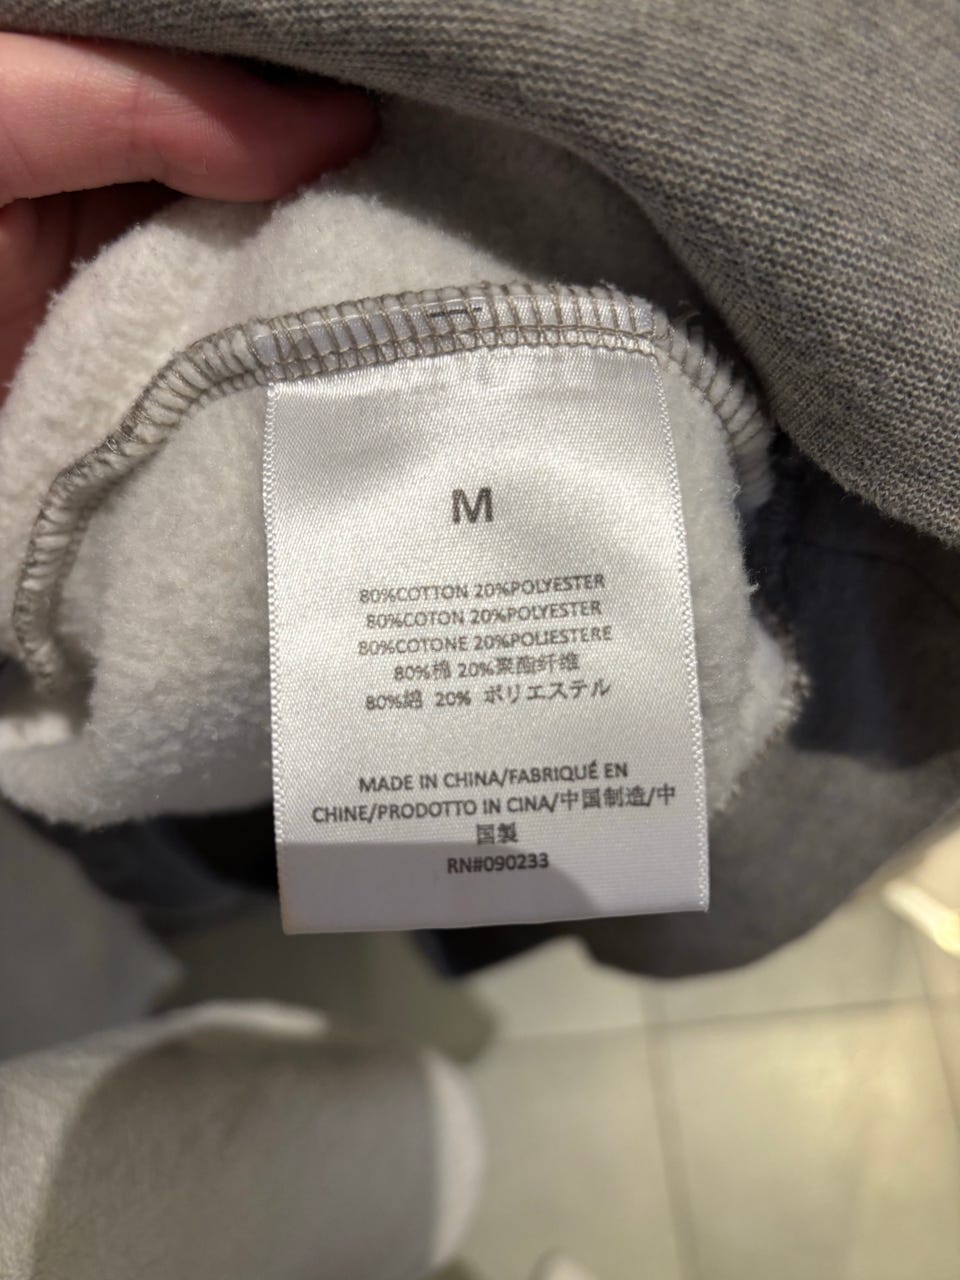 M
80%COTTON 20%POLYESTER
80%COTON 20%POLYESTER
80%COTONE 20%POLIESTERE
80%棉 20%聚酯纤维
80%綿 20% ポリエステル
MADE IN CHINA/FABRIQUÉ EN
CHINE/PRODOTTO IN CINA/中国制造/中
国製
RN#090233